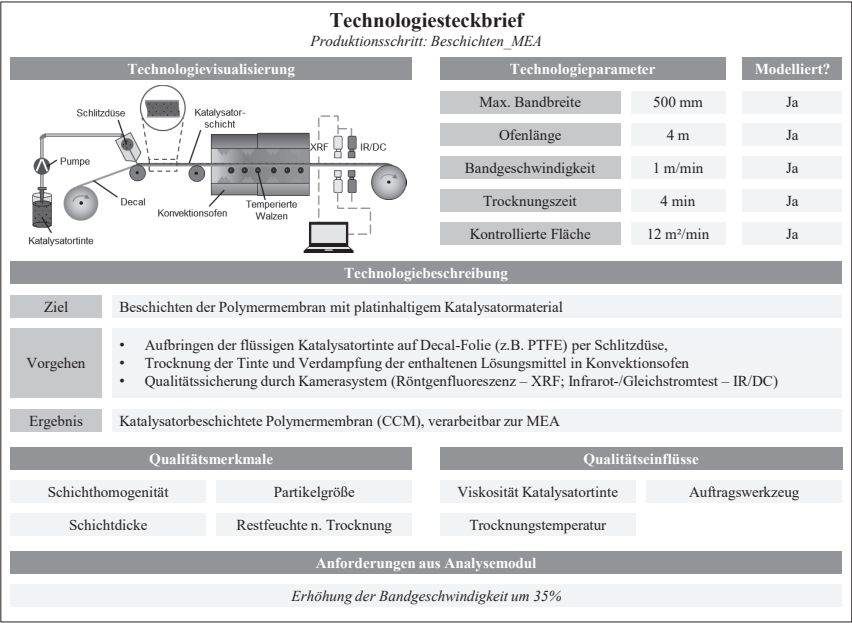 Technologiesteckbrief
Produktionsschritt: Beschichten_MEA
Technologievisualisierung
Schlitzdüse
Katalysator-
schicht
XRF
IR/DC
Pumpe
Decal
Konvektionsofen
Temperierte
Walzen
Katalysatortinte
Technologieparameter
Modelliert?
Max. Bandbreite 500 mm Ja
Ofenlänge 4 m Ja
Bandgeschwindigkeit 1 m/min Ja
Trocknungszeit 4 min Ja
Kontrollierte Fläche 12 m²/min Ja
Technologiebeschreibung
Ziel Beschichten der Polymermembran mit platinhaltigem Katalysatormaterial
Vorgehen
• Aufbringen der flüssigen Katalysatortinte auf Decal-Folie (z.B. PTFE) per Schlitzdüse,
• Trocknung der Tinte und Verdampfung der enthaltenen Lösungsmittel in Konvektionsofen
• Qualitätssicherung durch Kamerasystem (Röntgenfluoreszenz – XRF; Infrarot-/Gleichstromtest – IR/DC)
Ergebnis Katalysatorbeschichtete Polymermembran (CCM), verarbeitbar zur MEA
Qualitätsmerkmale
Schichthomogenität Partikelgröße
Schichtdicke Restfeuchte n. Trocknung
Qualitätseinflüsse
Viskosität Katalysatortinte Auftragswerkzeug
Trocknungstemperatur
Anforderungen aus Analysemodul
Erhöhung der Bandgeschwindigkeit um 35%